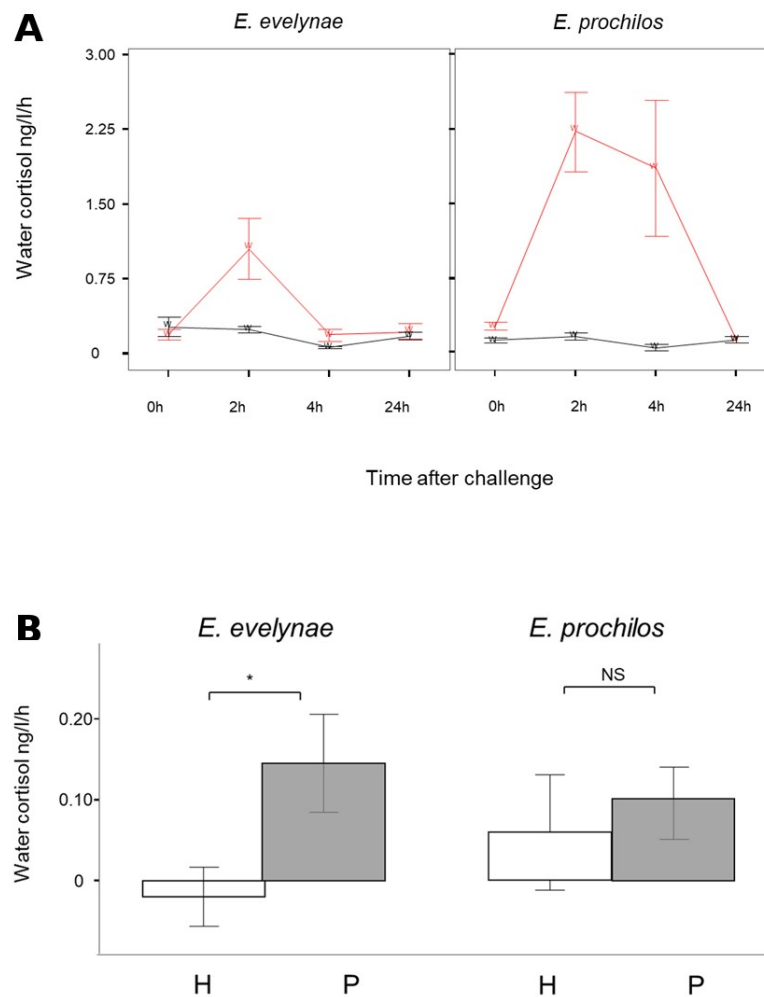 A
E. evelynae
E. prochilos
Water cortisol ng/l/h
3.00
2.25
1.50
0.75
0
0h
2h
4h
24h
0h
2h
4h
24h
Time after challenge
B
E. evelynae
E. prochilos
Water cortisol ng/l/h
*
NS
0.20
0.10
0
H
P
H
P